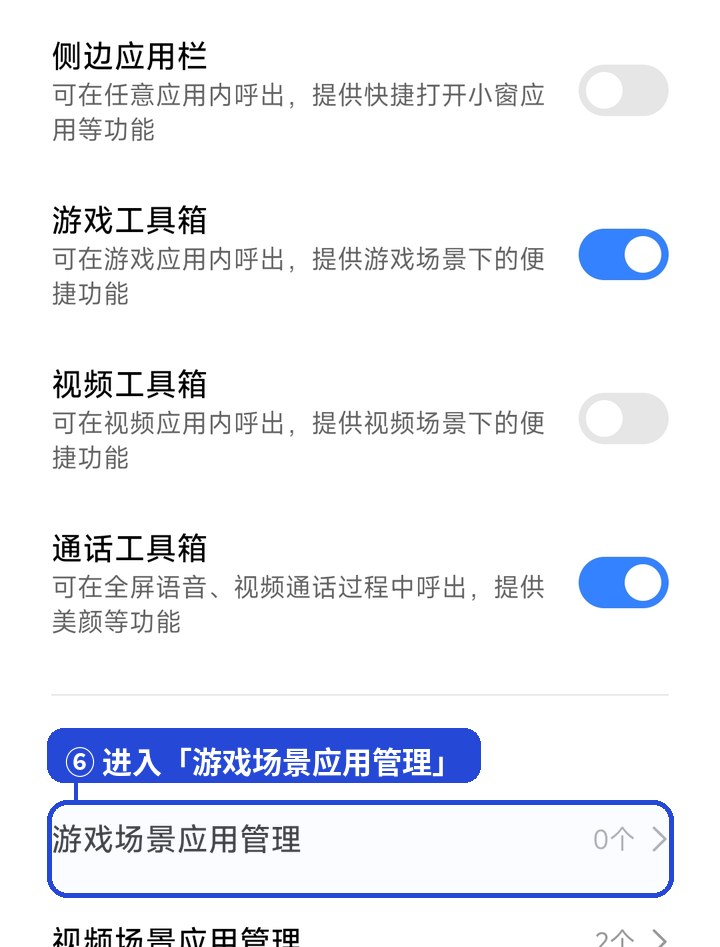 侧边应用栏
可在任意应用内呼出，提供快捷打开小窗应
用等功能
游戏工具箱
可在游戏应用内呼出，提供游戏场景下的便
捷功能
视频工具箱
可在视频应用内呼出，提供视频场景下的便
捷功能
通话工具箱
可在全屏语音、视频通话过程中呼出，提供
美颜等功能
⑥ 进入「游戏场景应用管理」
游戏场景应用管理 0个
视频场景应用管理 2个